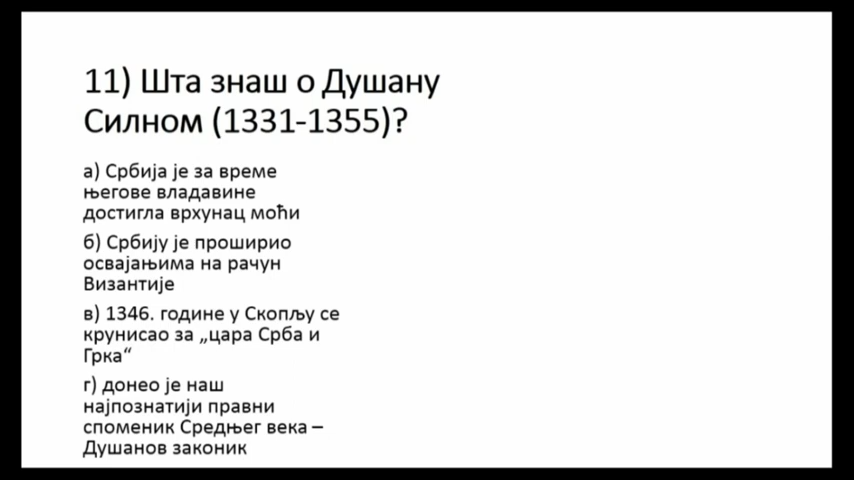 11) Шта знаш о Душану
Силном (1331-1355)?
а) Србија је за време
његове владавине
достигла врхунац моћи
б) Србију је проширио
освајањима на рачун
Византије
в) 1346. године у Скопљу се
крунисао за „цара Срба и
Грка“
г) донео је наш
најпознатији правни
споменик Средњег века –
Душанов законик